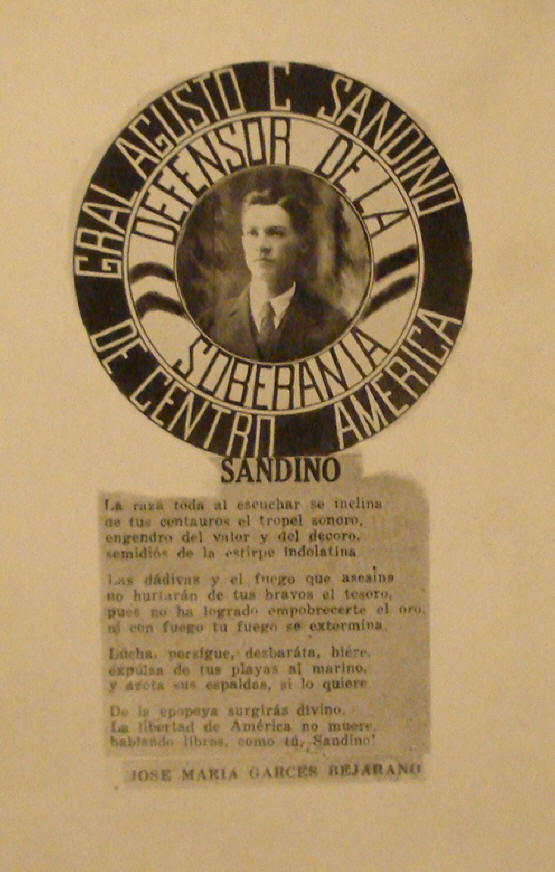 GRAL AGUSTO C SANDINO
DEFENSOR DE LA
SOBERANIA
DE CENTRO AMERICA
SANDINO
La raza toda al escuchar se inclina
de tus centauros el tropel sonoro,
engendro del valor y del decoro,
semidiós de la estirpe indolatina
Las dádivas y el fuego que asesina
no hurtarán de tus bravos el tesoro,
pues no ha logrado empobrecerte el oro,
ni con fuego tu fuego se extermina.
Lúcha, persigue, desbaráta, hiére,
expulsa de tus playas al marino,
y azota sus espaldas, si lo quiere
De la epopeya surgirás divino.
La libertad de América no muere,
habiendo libres, como tú, Sandino!
JOSE MARIA GARCES BEJARANO